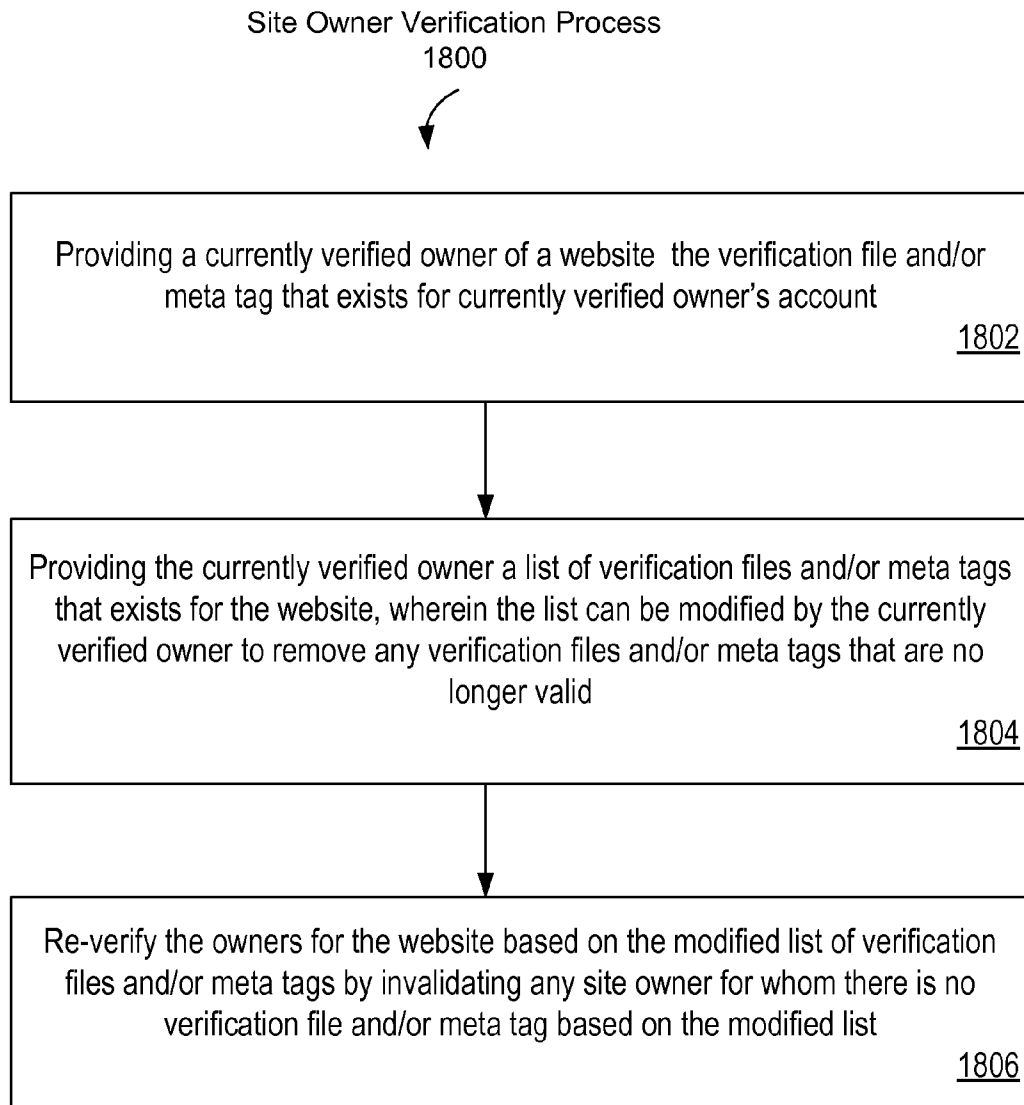 Site Owner Verification Process
1800
Providing a currently verified owner of a website the verification file and/or
meta tag that exists for currently verified owner's account
1802
Providing the currently verified owner a list of verification files and/or meta tags
that exists for the website, wherein the list can be modified by the currently
verified owner to remove any verification files and/or meta tags that are no
longer valid
1804
Re-verify the owners for the website based on the modified list of verification
files and/or meta tags by invalidating any site owner for whom there is no
verification file and/or meta tag based on the modified list
1806